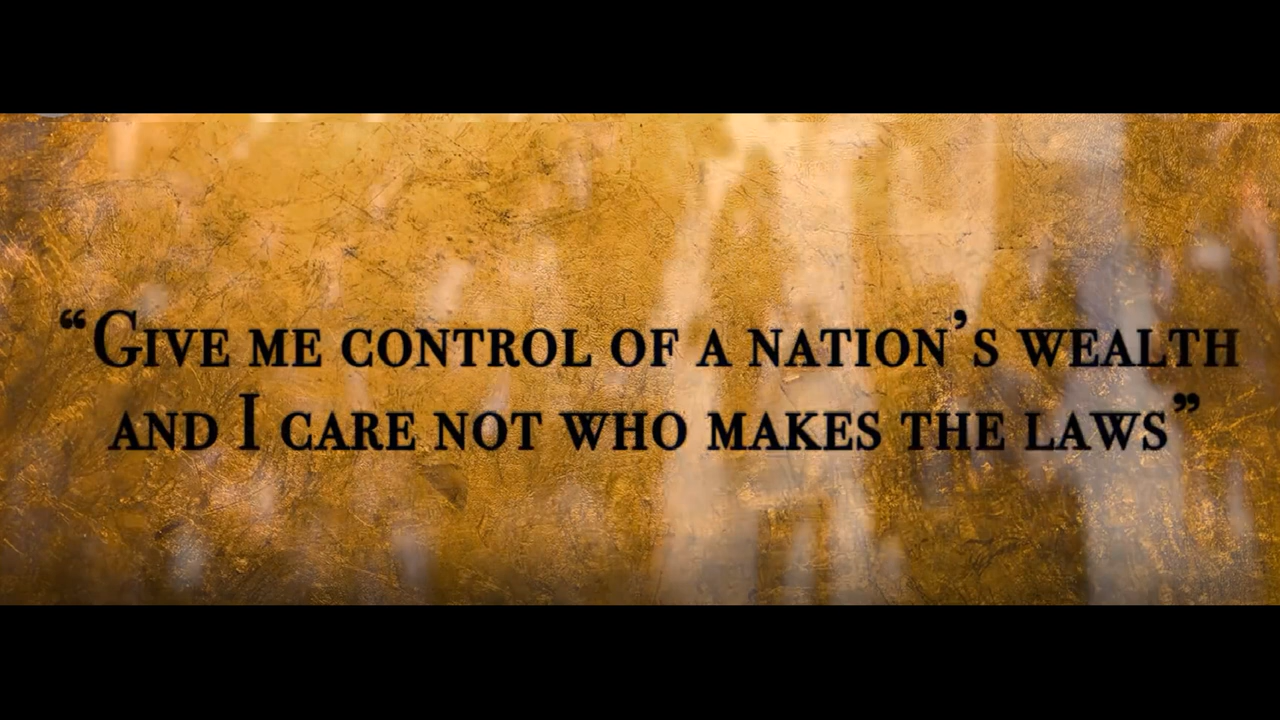 “Give me control of a nation’s wealth
and I care not who makes the laws”